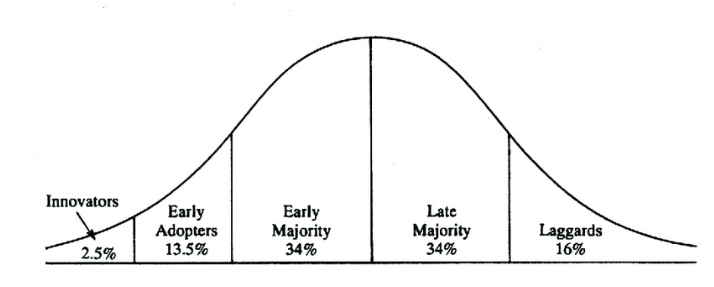 Innovators
2.5%
Early
Adopters
13.5%
Early
Majority
34%
Late
Majority
34%
Laggards
16%